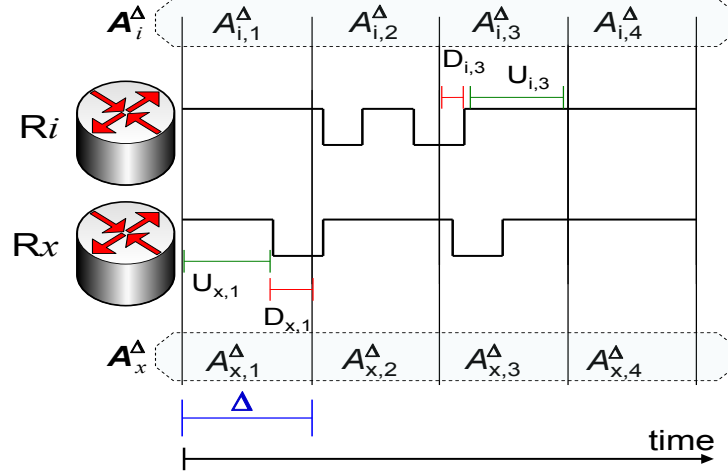 A_i^Δ A_{i,1}^Δ A_{i,2}^Δ A_{i,3}^Δ A_{i,4}^Δ
D_{i,3} U_{i,3}
Ri
Rx
U_{x,1}
D_{x,1}
A_x^Δ A_{x,1}^Δ A_{x,2}^Δ A_{x,3}^Δ A_{x,4}^Δ
Δ
time